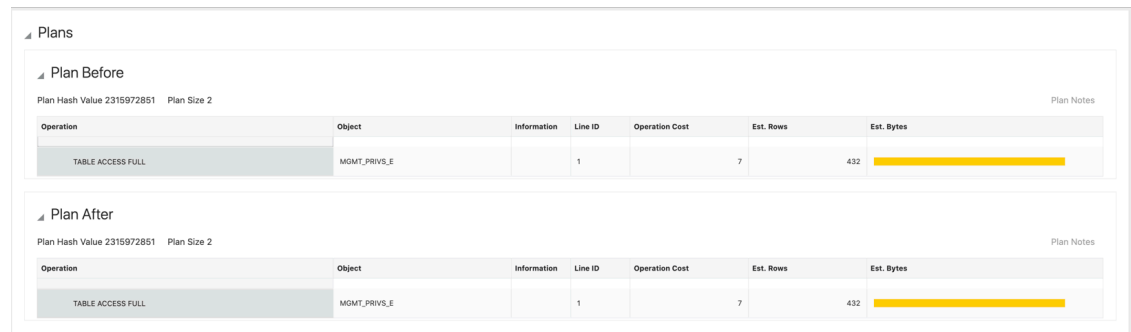 Plans
Plan Before
Plan Hash Value 2315972851 Plan Size 2 Plan Notes
Operation Object Information Line ID Operation Cost Est. Rows Est. Bytes
TABLE ACCESS FULL MGMT_PRIVS_E 1 7 432
Plan After
Plan Hash Value 2315972851 Plan Size 2 Plan Notes
Operation Object Information Line ID Operation Cost Est. Rows Est. Bytes
TABLE ACCESS FULL MGMT_PRIVS_E 1 7 432